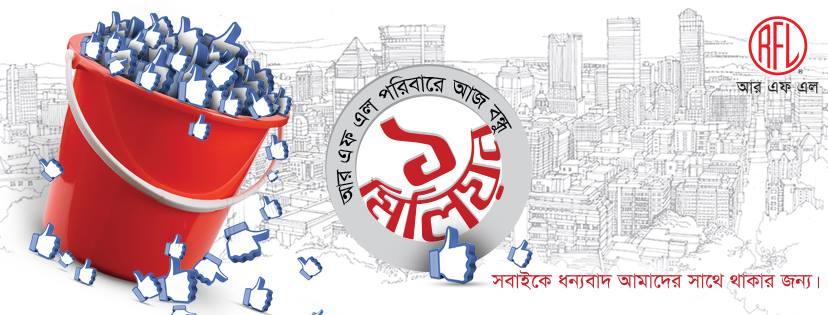 আর এফ এল পরিবারে আজ বন্ধু
১
মিলিয়ন
RFL
®
আর এফ এল
সবাইকে ধন্যবাদ আমাদের সাথে থাকার জন্য।